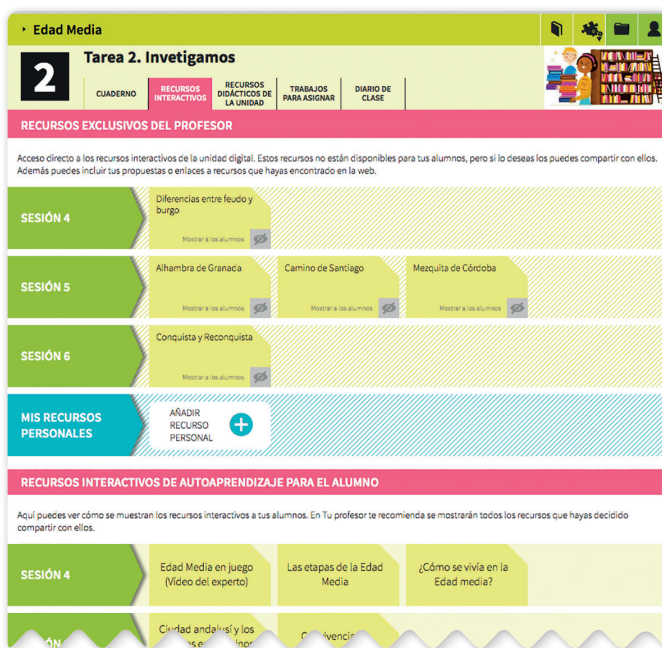 Edad Media
2
Tarea 2. Invetigamos
CUADERNO
RECURSOS
INTERACTIVOS
RECURSOS
DIDÁCTICOS DE
LA UNIDAD
TRABAJOS
PARA ASIGNAR
DIARIO DE
CLASE
RECURSOS EXCLUSIVOS DEL PROFESOR
Acceso directo a los recursos interactivos de la unidad digital. Estos recursos no están disponibles para tus alumnos, pero si lo deseas los puedes compartir con ellos.
Además puedes incluir tus propuestas o enlaces a recursos que hayas encontrado en la web.
SESIÓN 4
Diferencias entre feudo y
burgo
Mostrar a los alumnos
SESIÓN 5
Alhambra de Granada
Mostrar a los alumnos
Camino de Santiago
Mostrar a los alumnos
Mezquita de Córdoba
Mostrar a los alumnos
SESIÓN 6
Conquista y Reconquista
Mostrar a los alumnos
MIS RECURSOS
PERSONALES
AÑADIR
RECURSO
PERSONAL
RECURSOS INTERACTIVOS DE AUTOAPRENDIZAJE PARA EL ALUMNO
Aquí puedes ver cómo se muestran los recursos interactivos a tus alumnos. En Tu profesor te recomienda se mostrarán todos los recursos que hayas decidido
compartir con ellos.
SESIÓN 4
Edad Media en juego
(Vídeo del experto)
Las etapas de la Edad
Media
¿Cómo se vivía en la
Edad media?
Ciudad andalusí y los